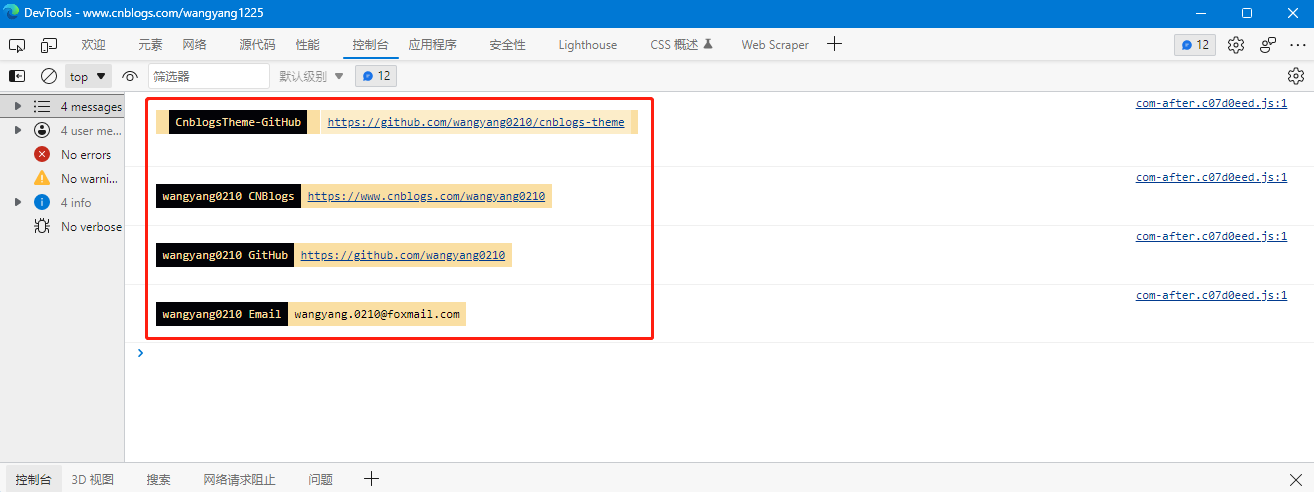 DevTools - www.cnblogs.com/wangyang1225
欢迎 元素 网络 源代码 性能 控制台 应用程序 安全性 Lighthouse CSS 概述 Web Scraper 12
top 筛选器 默认级别 12
4 messages
4 user me...
No errors
No warni...
4 info
No verbose
CnblogsTheme-GitHub https://github.com/wangyang0210/cnblogs-theme com-after.c07d0eed.js:1
wangyang0210 CNBlogs https://www.cnblogs.com/wangyang0210 com-after.c07d0eed.js:1
wangyang0210 GitHub https://github.com/wangyang0210 com-after.c07d0eed.js:1
wangyang0210 Email wangyang.0210@foxmail.com com-after.c07d0eed.js:1
控制台 3D 视图 搜索 网络请求阻止 问题